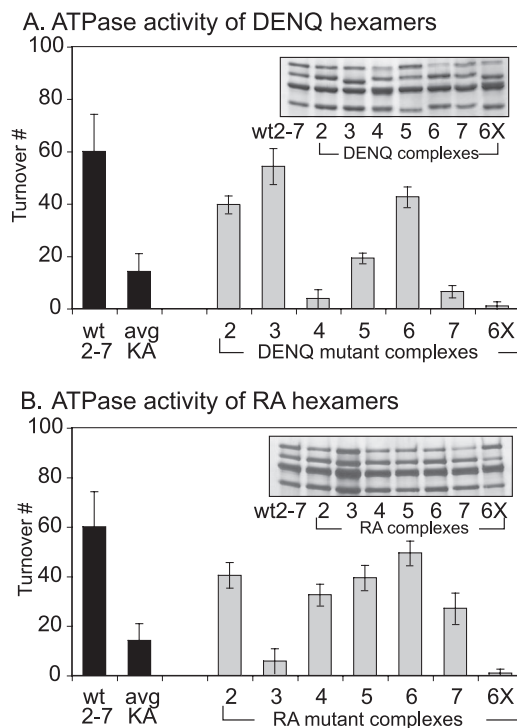 A. ATPase activity of DENQ hexamers
100
80
60
40
20
0
Turnover #
wt2-7 2 3 4 5 6 7 6X
DENQ complexes
wt
2-7
avg
KA
2 3 4 5 6 7 6X
DENQ mutant complexes
B. ATPase activity of RA hexamers
100
80
60
40
20
0
Turnover #
wt2-7 2 3 4 5 6 7 6X
RA complexes
wt
2-7
avg
KA
2 3 4 5 6 7 6X
RA mutant complexes